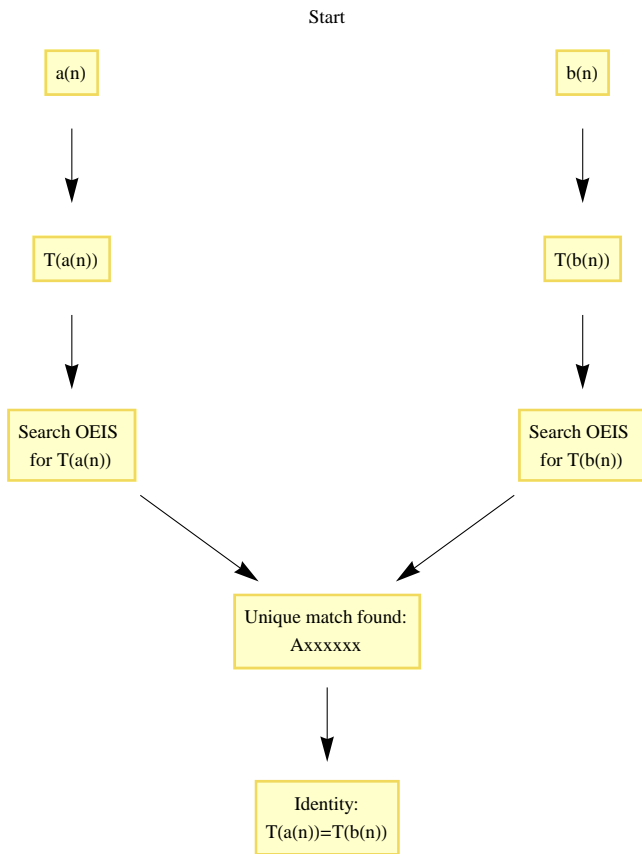 Start
a(n)
b(n)
T(a(n))
T(b(n))
Search OEIS
for T(a(n))
Search OEIS
for T(b(n))
Unique match found:
Axxxxxx
Identity:
T(a(n))=T(b(n))